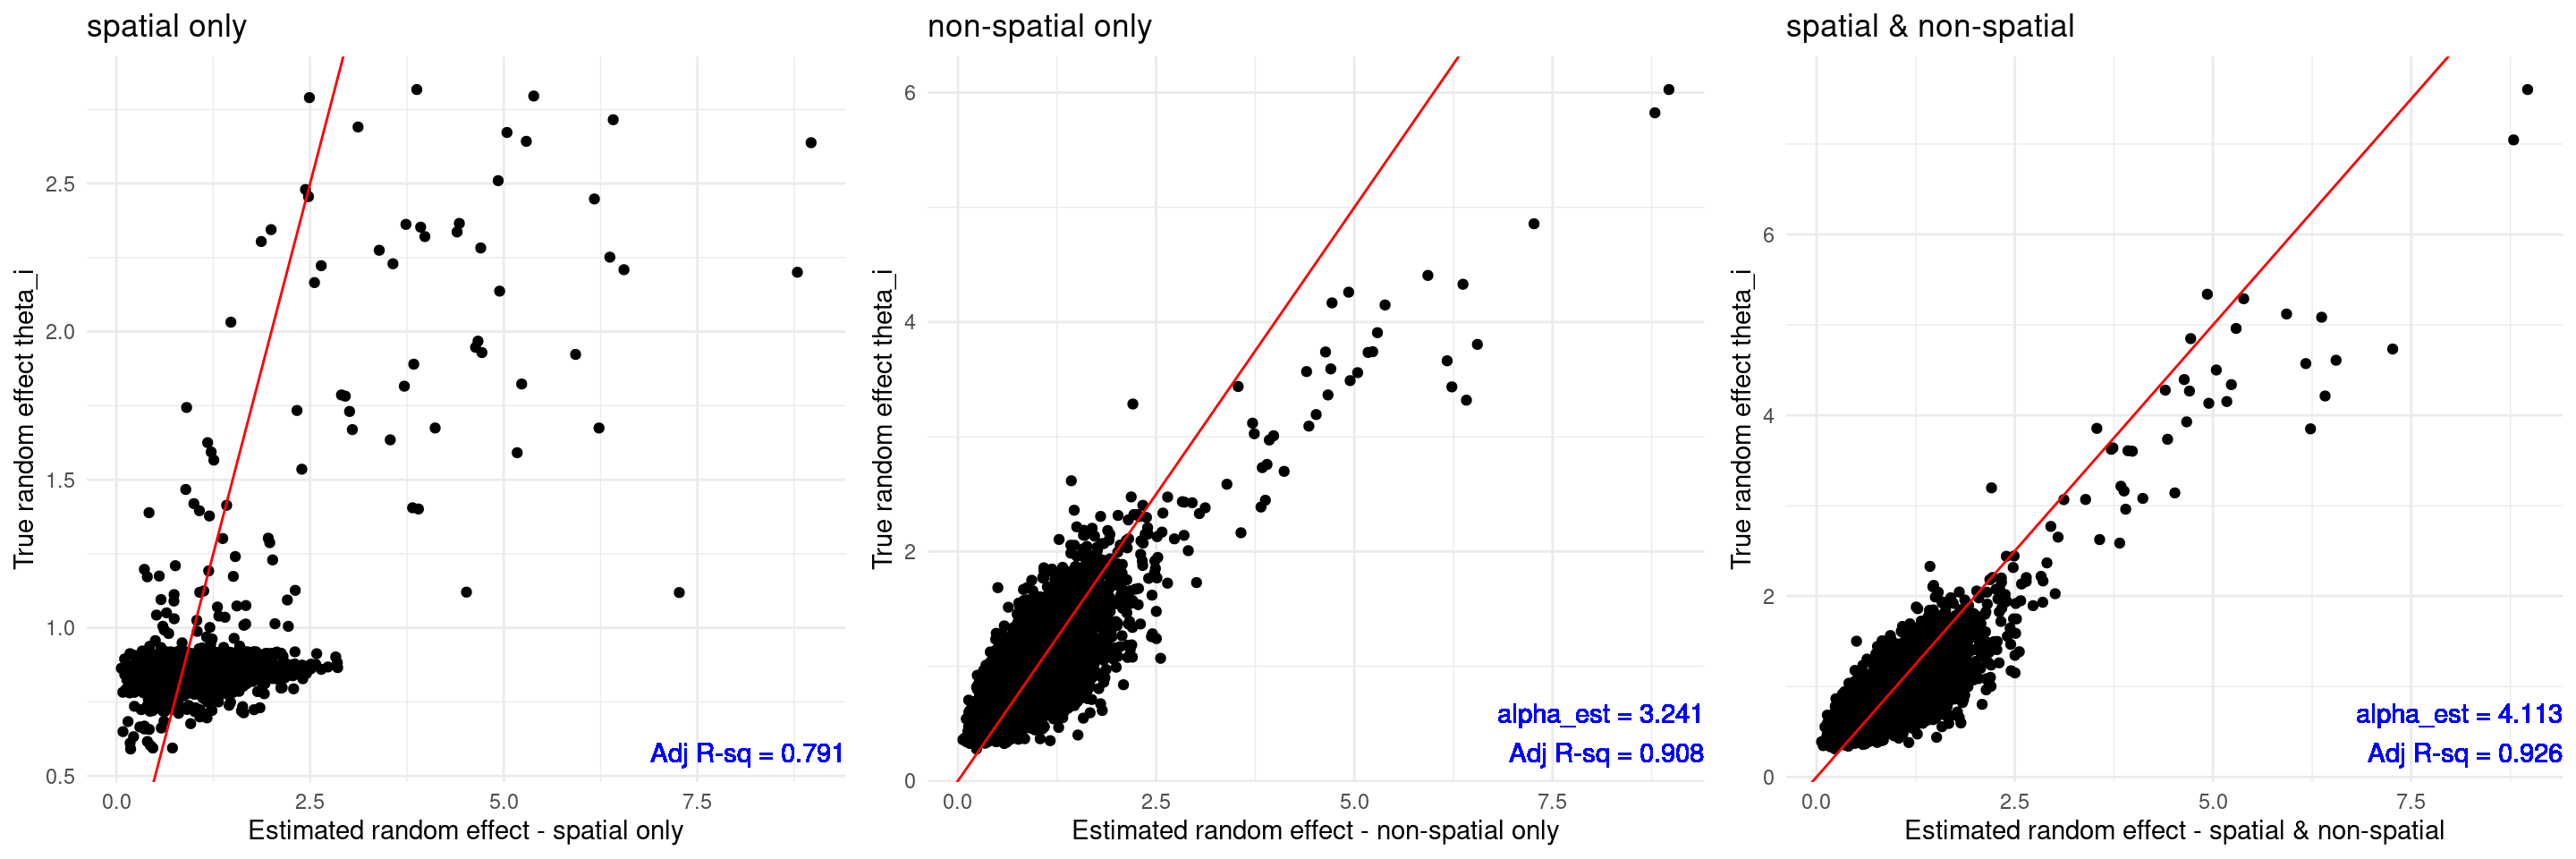 spatial only
True random effect theta_i
2.5
2.0
1.5
1.0
0.5
Adj R-sq = 0.791
0.0 2.5 5.0 7.5
Estimated random effect - spatial only
non-spatial only
True random effect theta_i
6
4
2
0
alpha_est = 3.241
Adj R-sq = 0.908
0.0 2.5 5.0 7.5
Estimated random effect - non-spatial only
spatial & non-spatial
True random effect theta_i
6
4
2
0
alpha_est = 4.113
Adj R-sq = 0.926
0.0 2.5 5.0 7.5
Estimated random effect - spatial & non-spatial